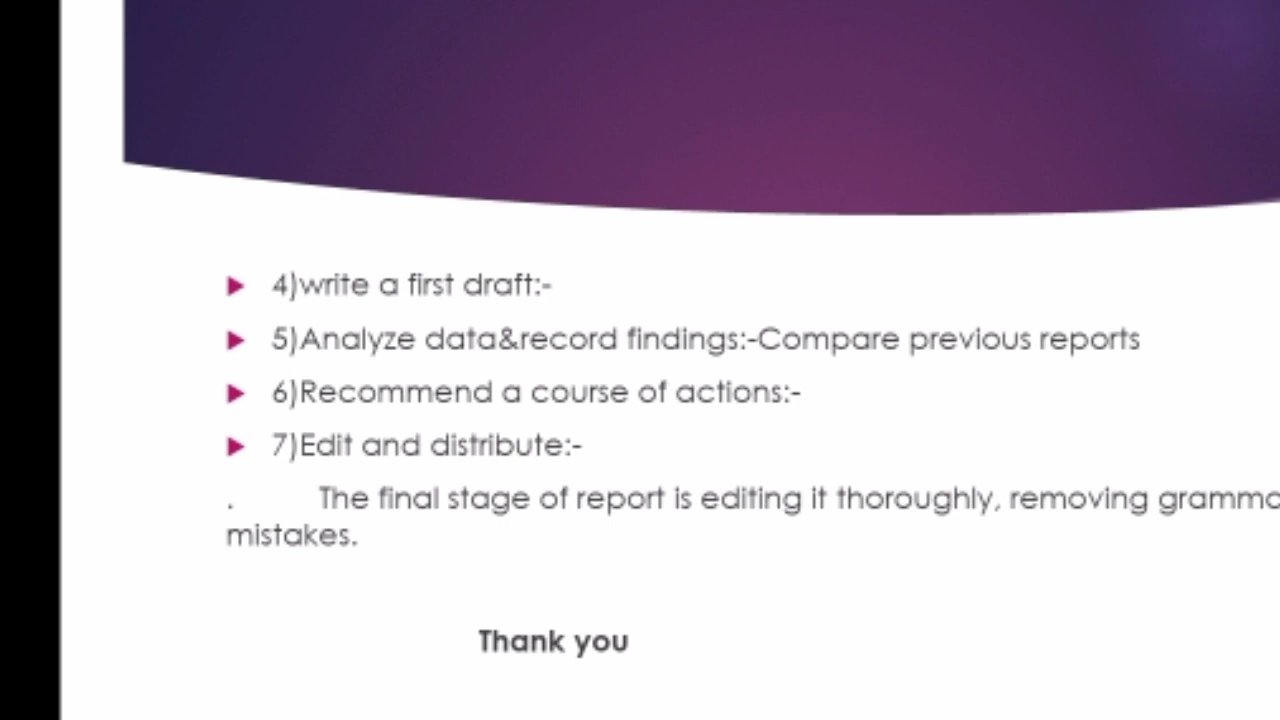 4)write a first draft:-
5)Analyze data&record findings:-Compare previous reports
6)Recommend a course of actions:-
7)Edit and distribute:-
. The final stage of report is editing it thoroughly, removing
mistakes.
Thank you